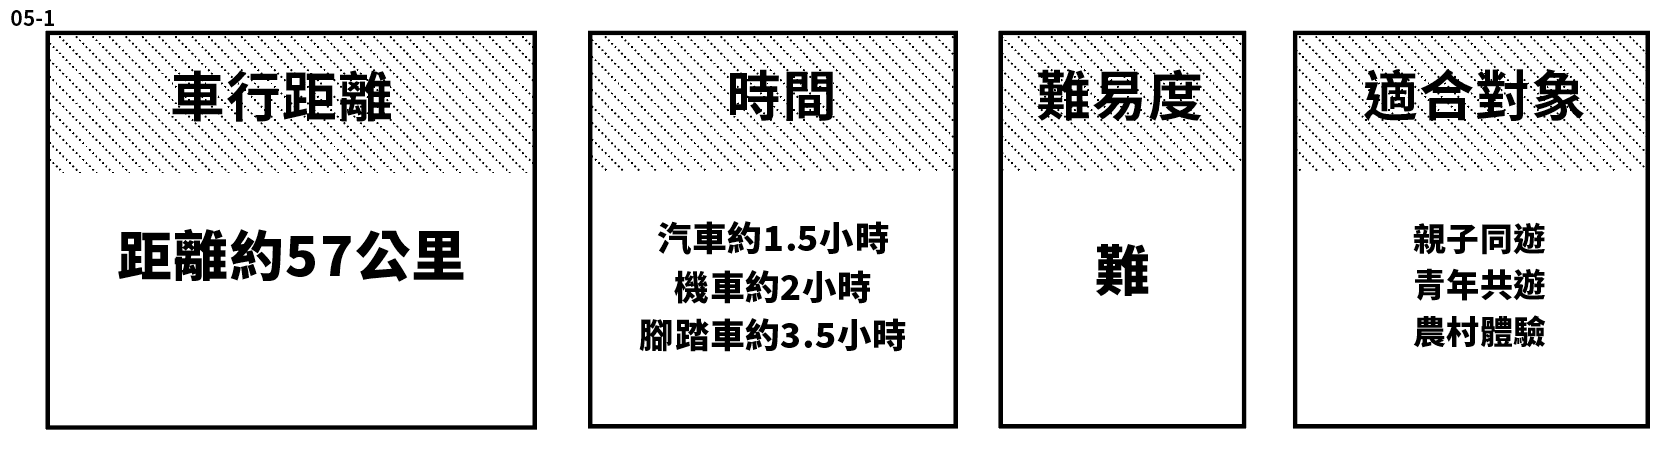 05-1
車行距離
距離約57公里
時間
汽車約1.5小時
機車約2小時
腳踏車約3.5小時
難易度
難
適合對象
親子同遊
青年共遊
農村體驗